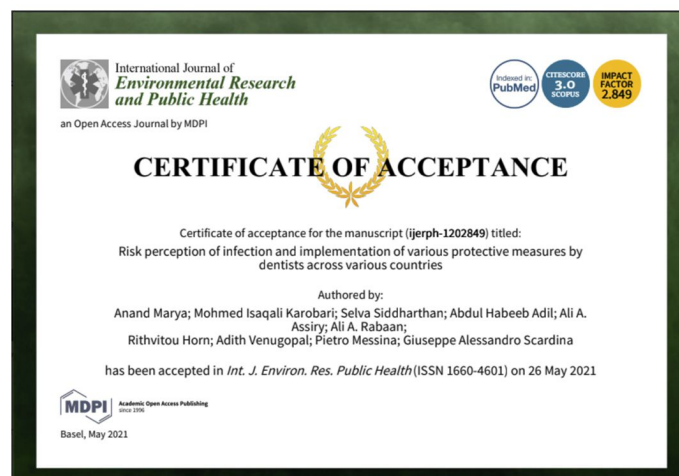 International Journal of
Environmental Research
and Public Health
an Open Access Journal by MDPI
Indexed in:
PubMed
CITESCORE
3.0
SCOPUS
IMPACT
FACTOR
2.849
CERTIFICATE OF ACCEPTANCE
Certificate of acceptance for the manuscript (ijerph-1202849) titled:
Risk perception of infection and implementation of various protective measures by
dentists across various countries
Authored by:
Anand Marya; Mohmed Isaqali Karobari; Selva Siddharthan; Abdul Habeeb Adil; Ali A.
Assiry; Ali A. Rabaan;
Rithvitou Horn; Adith Venugopal; Pietro Messina; Giuseppe Alessandro Scardina
has been accepted in Int. J. Environ. Res. Public Health (ISSN 1660-4601) on 26 May 2021
MDPI
Academic Open Access Publishing
since 1996
Basel, May 2021